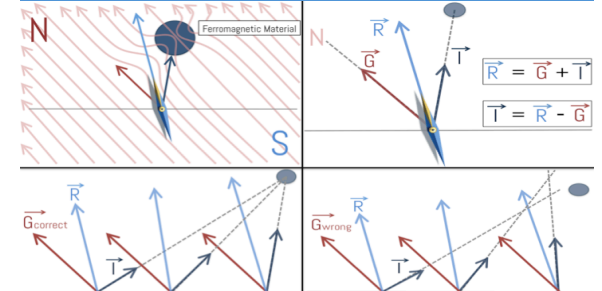 N
Ferromagnetic Material
S
R
N
G
I
R = G + I
I = R - G
R
Gcorrect
I
R
Gwrong
I